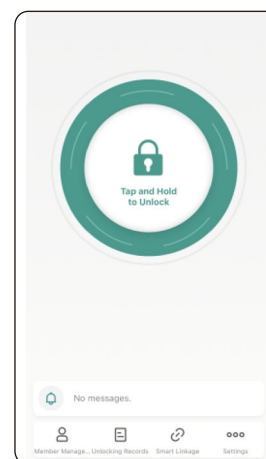 Tap and Hold
to Unlock
No messages.
Member Manage... Unlocking Records Smart Linkage Settings